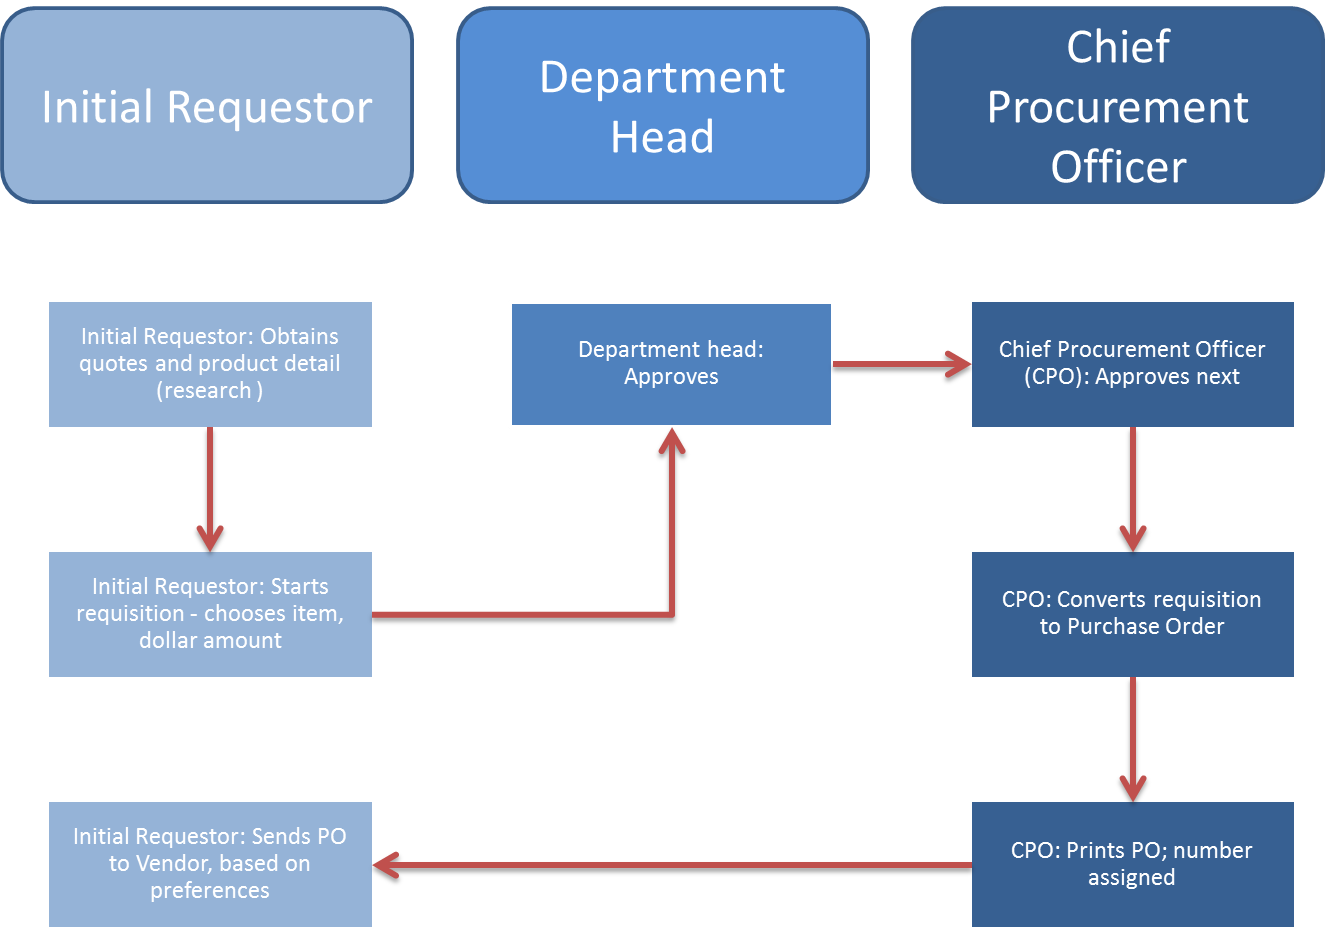 Initial Requestor
Department
Head
Chief
Procurement
Officer
Initial Requestor: Obtains
quotes and product detail
(research )
Department head:
Approves
Chief Procurement Officer
(CPO): Approves next
Initial Requestor: Starts
requisition - chooses item,
dollar amount
CPO: Converts requisition
to Purchase Order
Initial Requestor: Sends PO
to Vendor, based on
preferences
CPO: Prints PO; number
assigned